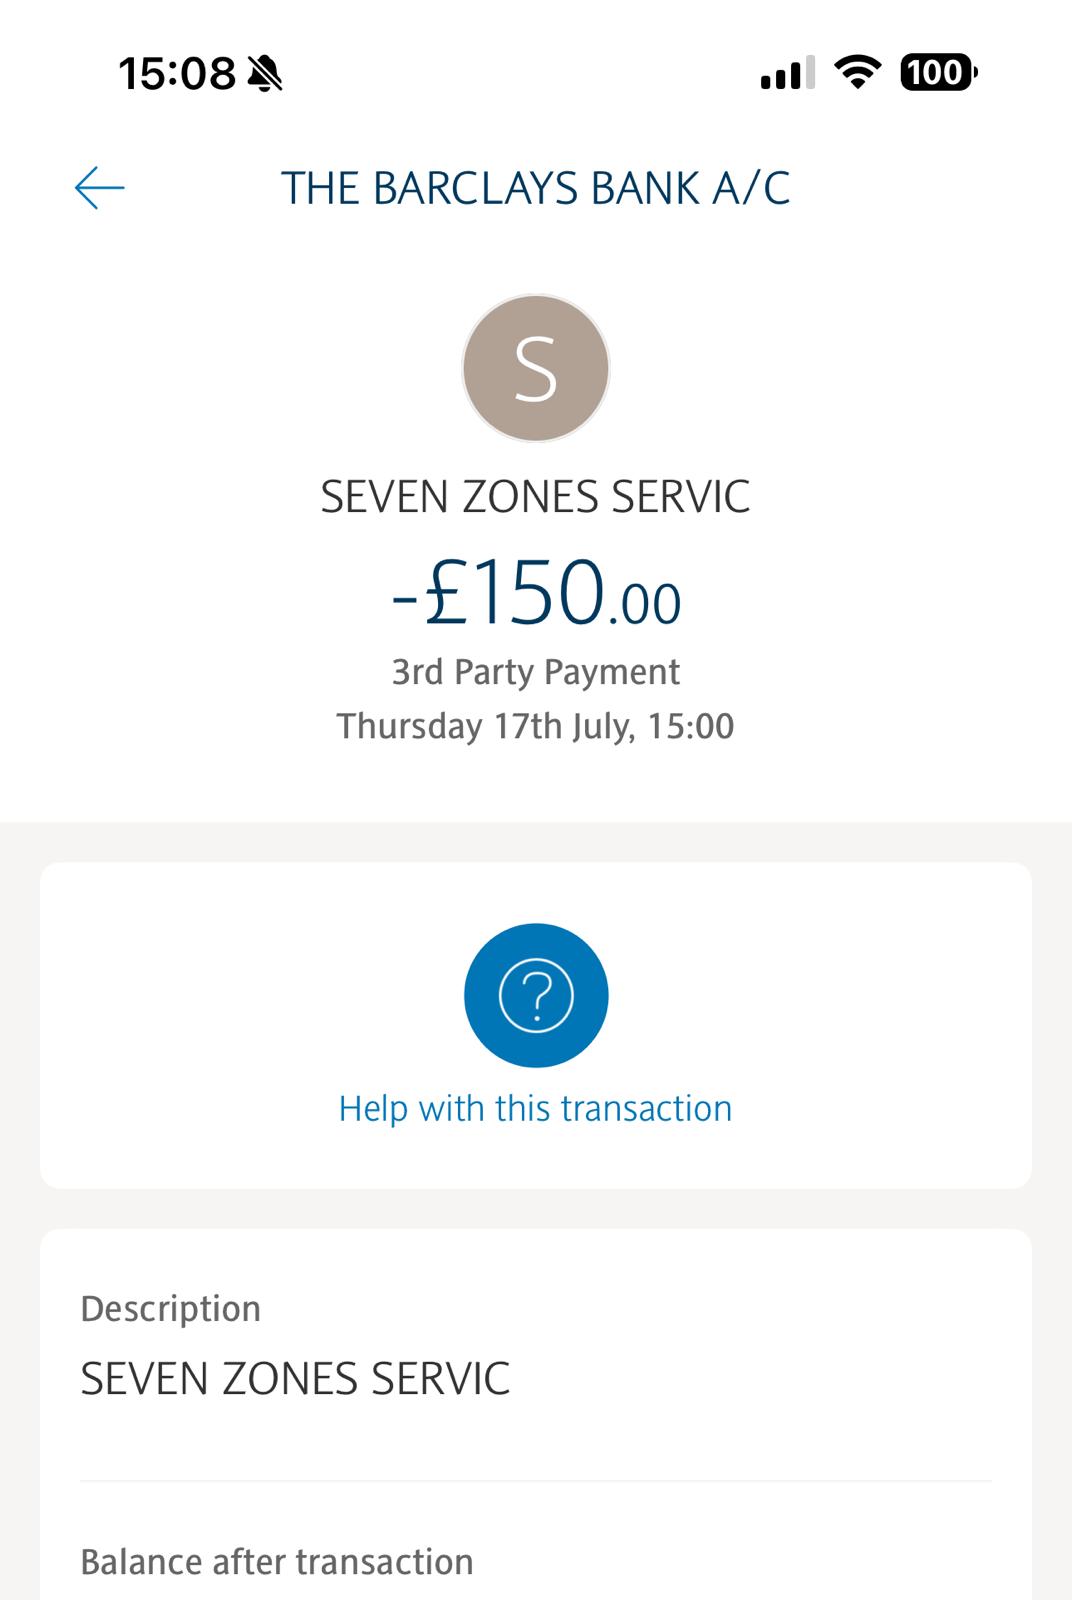 15:08
100
THE BARCLAYS BANK A/C
S
SEVEN ZONES SERVIC
-£150.00
3rd Party Payment
Thursday 17th July, 15:00
?
Help with this transaction
Description
SEVEN ZONES SERVIC
Balance after transaction